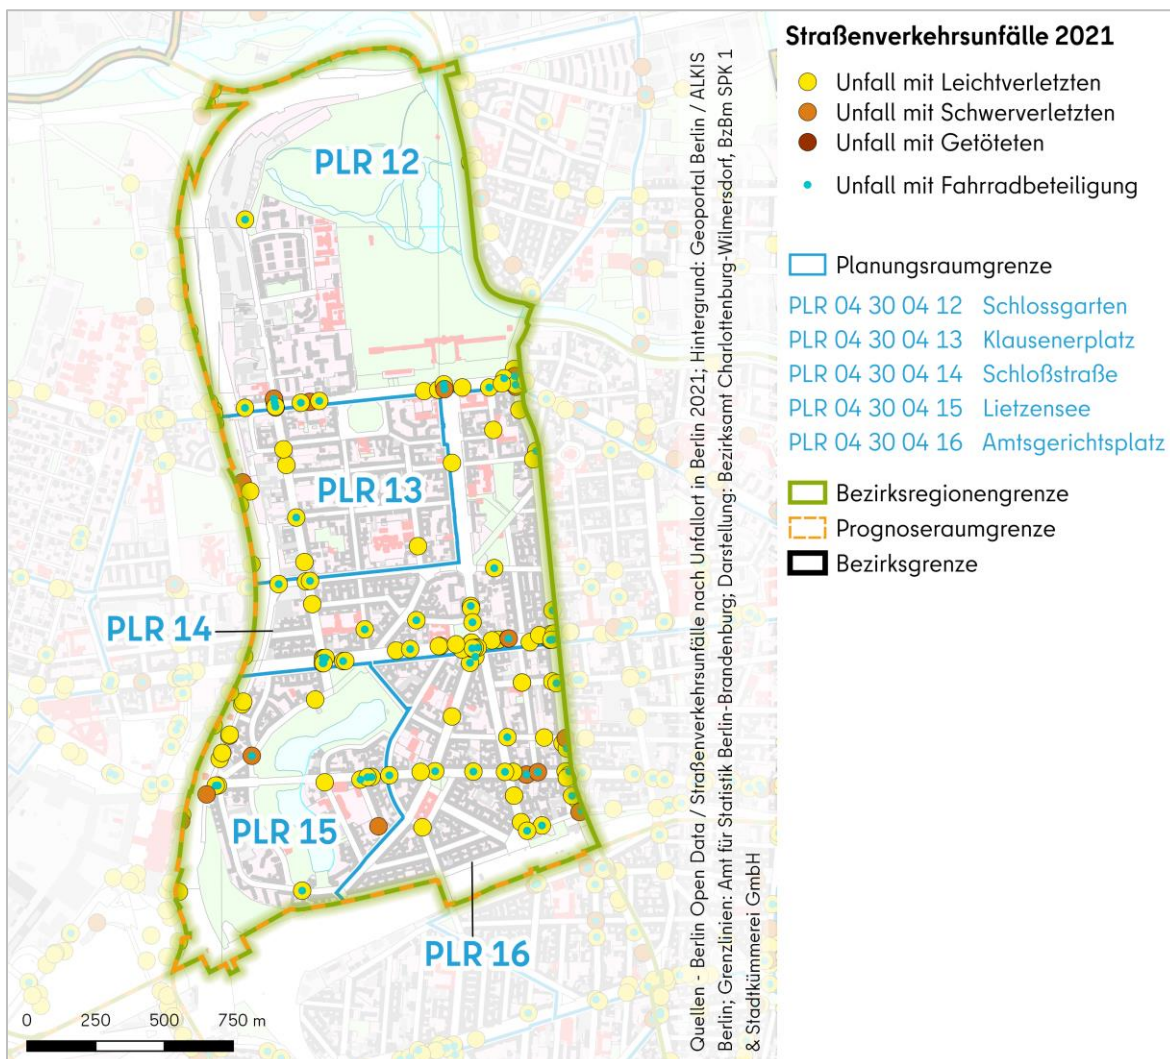 Straßenverkehrsunfälle 2021
Unfall mit Leichtverletzten
Unfall mit Schwerverletzten
Unfall mit Getöteten
Unfall mit Fahrradbeteiligung
Planungsraumgrenze
PLR 04 30 04 12 Schlossgarten
PLR 04 30 04 13 Klausenerplatz
PLR 04 30 04 14 Schloßstraße
PLR 04 30 04 15 Lietzensee
PLR 04 30 04 16 Amtsgerichtsplatz
Bezirksregionengrenze
Prognoseraumgrenze
Bezirksgrenze
PLR 12
PLR 13
PLR 14
PLR 15
PLR 16
0 250 500 750 m
Quellen - Berlin Open Data / Straßenverkehrsunfälle nach Unfallort in Berlin 2021; Hintergrund: Geoportal Berlin / ALKIS
Berlin; Grenzlinien: Amt für Statistik Berlin-Brandenburg; Darstellung: Bezirksamt Charlottenburg-Wilmersdorf, BzBm SPK 1
& Stadtkümmerei GmbH